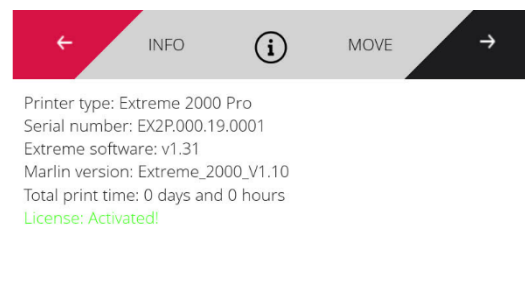 INFO MOVE
Printer type: Extreme 2000 Pro
Serial number: EX2P.000.19.0001
Extreme software: v1.31
Marlin version: Extreme_2000_V1.10
Total print time: 0 days and 0 hours
License: Activated!